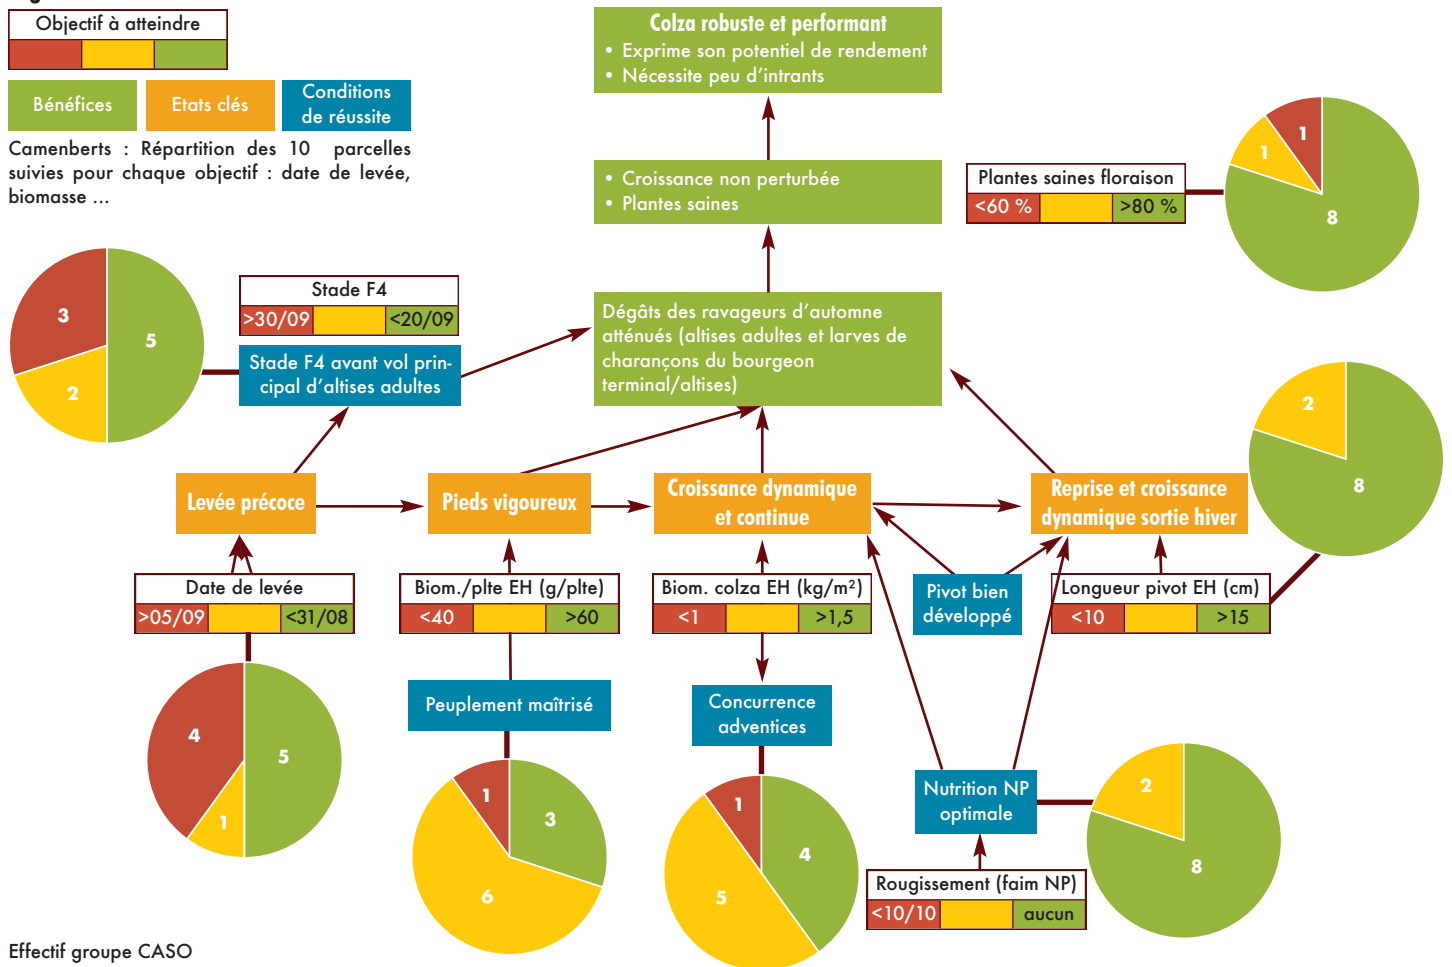 Objectif à atteindre
Bénéfices
Etats clés
Conditions
de réussite
Camenberts : Répartition des 10 parcelles
suivies pour chaque objectif : date de levée,
biomasse ...
Colza robuste et performant
• Exprime son potentiel de rendement
• Nécessite peu d'intrants
• Croissance non perturbée
• Plantes saines
Plantes saines floraison
<60 % >80 %
1
1
8
3
5
2
Stade F4
>30/09 <20/09
Stade F4 avant vol prin-
cipal d'altises adultes
Dégâts des ravageurs d'automne
atténués (altises adultes et larves de
charançons du bourgeon
terminal/altises)
2
8
Levée précoce
Pieds vigoureux
Croissance dynamique
et continue
Reprise et croissance
dynamique sortie hiver
Date de levée
>05/09 <31/08
Biom./plte EH (g/plte)
<40 >60
Biom. colza EH (kg/m²)
<1 >1,5
Pivot bien
développé
Longueur pivot EH (cm)
<10 >15
4
5
1
Peuplement maîtrisé
1
3
6
Concurrence
adventices
1
4
5
Nutrition NP
optimale
2
8
Rougissement (faim NP)
<10/10 aucun
Effectif groupe CASO